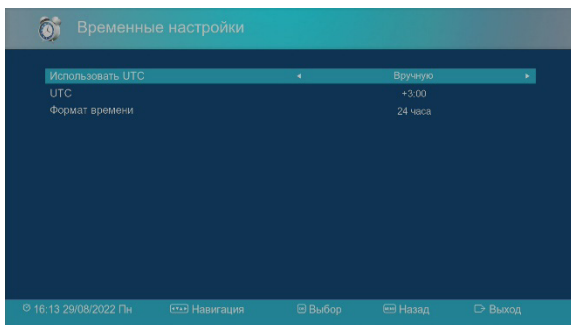 Временные настройки
Использовать UTC Вручную
UTC +3:00
Формат времени 24 часа
16:13 29/08/2022 Пн Навигация Выбор Назад Выход